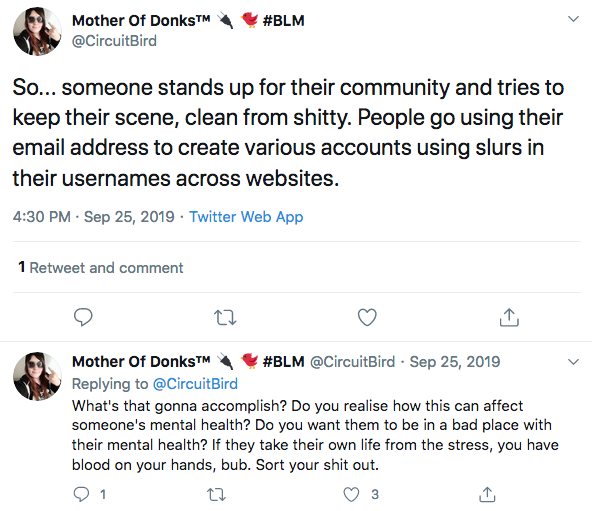 Mother Of Donks™ 🔌 🐦 #BLM
@CircuitBird
So... someone stands up for their community and tries to
keep their scene, clean from shitty. People go using their
email address to create various accounts using slurs in
their usernames across websites.
4:30 PM · Sep 25, 2019 · Twitter Web App
1 Retweet and comment
Mother Of Donks™ 🔌 🐦 #BLM @CircuitBird · Sep 25, 2019
Replying to @CircuitBird
What's that gonna accomplish? Do you realise how this can affect
someone's mental health? Do you want them to be in a bad place with
their mental health? If they take their own life from the stress, you have
blood on your hands, bub. Sort your shit out.
1 3